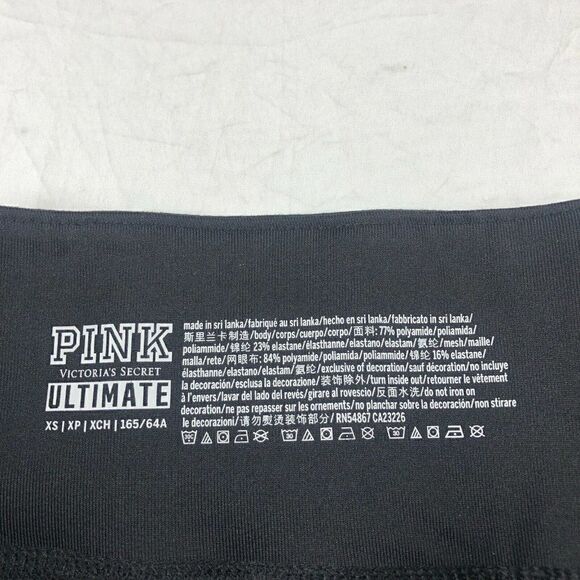 PINK
VICTORIA'S SECRET
ULTIMATE
XS | XP | XCH | 165/64A
made in sri lanka/fabriqué au sri lanka/hecho en sri lanka/fabbricato in sri lanka/
斯里兰卡制造/body/corps/cuerpo/corpo/面料:77% polyamide/poliamida/
poliammide/锦纶 23% elastane/élasthanne/elastano/elastam/氨纶/mesh/maille/
malla/rete/网眼布:84% polyamide/poliamida/poliammide/锦纶 16% elastane/
élasthanne/elastano/elastam/氨纶/exclusive of decoration/sauf décoration/no incluye
la decoración/esclusa la decorazione/装饰除外/turn inside out/retourner le vêtement
à l'envers/lavar del lado del revés/girare al rovescio/反面水洗/do not iron on
decoration/ne pas repasser sur les ornements/no planchar sobre la decoración/non stirare
le decorazioni/请勿熨烫装饰部分/ RN54867 CA23226